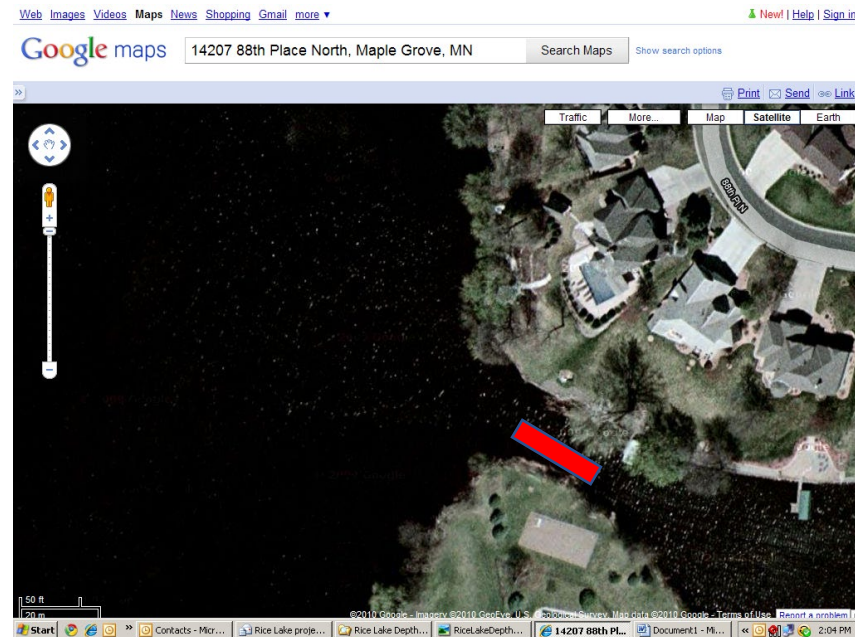 Web Images Videos Maps News Shopping Gmail more ▼ New! | Help | Sign in
Google maps 14207 88th Place North, Maple Grove, MN Search Maps Show search options
» Print Send Link
Traffic More... Map Satellite Earth
88th Pl N
50 ft
20 m
©2010 Google - Imagery ©2010 GeoEye, U.S. Geological Survey, Map data ©2010 Google - Terms of Use Report a problem
Start » Contacts - Micr... Rice Lake proje... Rice Lake Depth... RiceLakeDepth... 14207 88th Pl... Document1 - Mi... « 2:04 PM